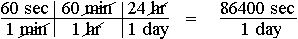 60 sec | 60 min | 24 hr = 86400 sec
1 min | 1 hr | 1 day 1 day